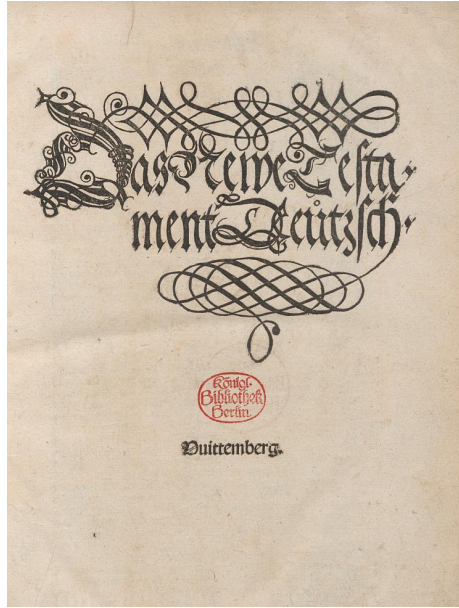 Das Newe Testa⸗
ment Deůtzsch.
Königl.
Bibliothek
Berlin
Vuittemberg.